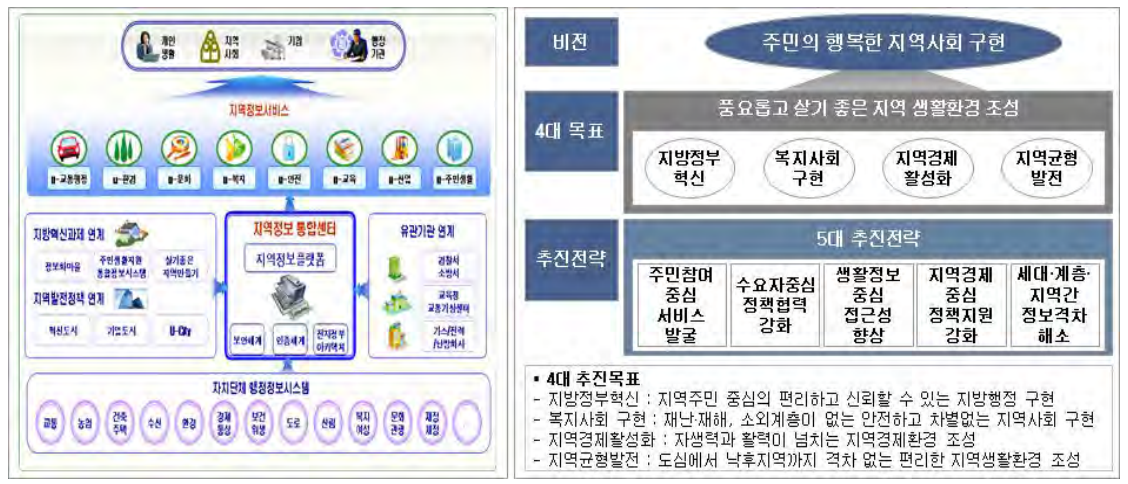 개인
생활
지역
사회
기업
행정
기관
지역정보서비스
u-교통행정
u-환경
u-문화
u-복지
u-안전
u-교육
u-산업
u-주민생활
지방혁신과제 연계
정보화마을
주민생활지원
통합정보시스템
살기좋은
지역만들기
지역발전정책 연계
혁신도시
기업도시
U-City
지역정보 통합센터
지역정보플랫폼
보안체계
인증체계
전자정부
아키텍처
유관기관 연계
경찰서
소방서
교육청
교통기상센터
가스/전력
/난방회사
자치단체 행정정보시스템
교통
농림
건축
주택
수산
환경
경제
통상
보건
위생
도로
산림
복지
여성
문화
관광
재정
세정
비전
주민의 행복한 지역사회 구현
4대 목표
풍요롭고 살기 좋은 지역 생활환경 조성
지방정부
혁신
복지사회
구현
지역경제
활성화
지역균형
발전
추진전략
5대 추진전략
주민참여
중심
서비스
발굴
수요자중심
정책협력
강화
생활정보
중심
접근성
향상
지역경제
중심
정책지원
강화
세대·계층·
지역간
정보격차
해소
▪ 4대 추진목표
- 지방정부혁신 : 지역주민 중심의 편리하고 신뢰할 수 있는 지방행정 구현
- 복지사회 구현 : 재난·재해, 소외계층이 없는 안전하고 차별없는 지역사회 구현
- 지역경제활성화 : 자생력과 활력이 넘치는 지역경제환경 조성
- 지역균형발전 : 도심에서 낙후지역까지 격차 없는 편리한 지역생활환경 조성